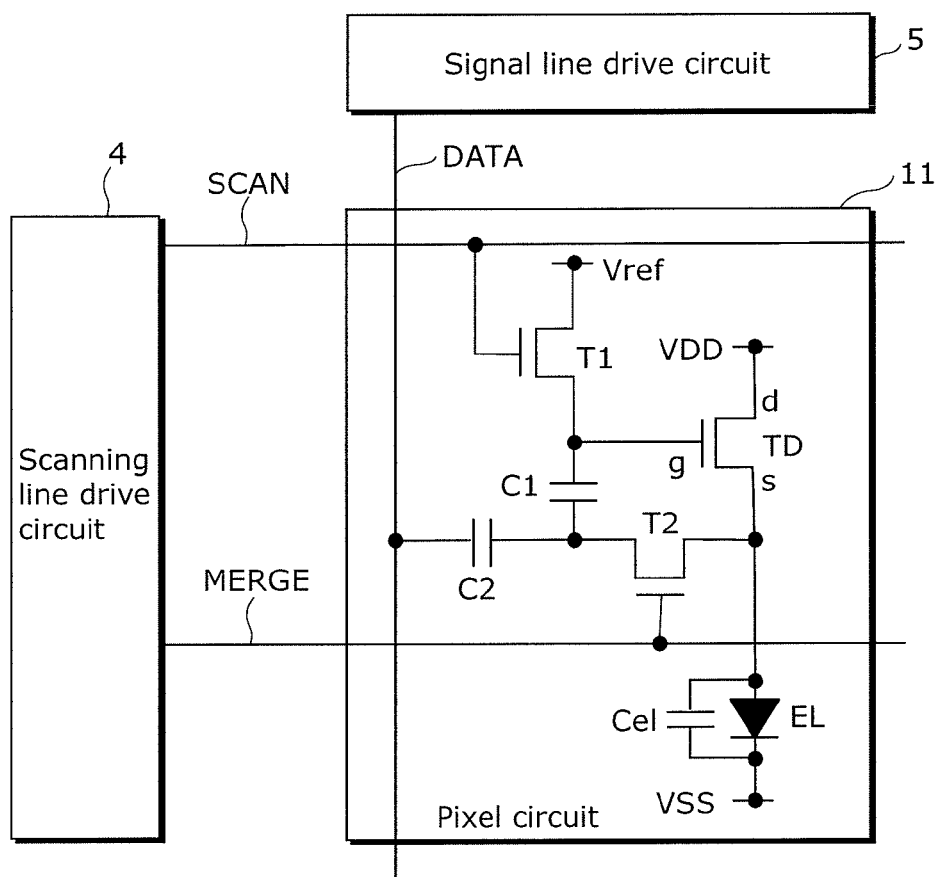 Signal line drive circuit
5
4
DATA
SCAN
11
Vref
T1
VDD
d
TD
g
s
Scanning
line drive
circuit
C1
T2
C2
MERGE
Cel
EL
VSS
Pixel circuit